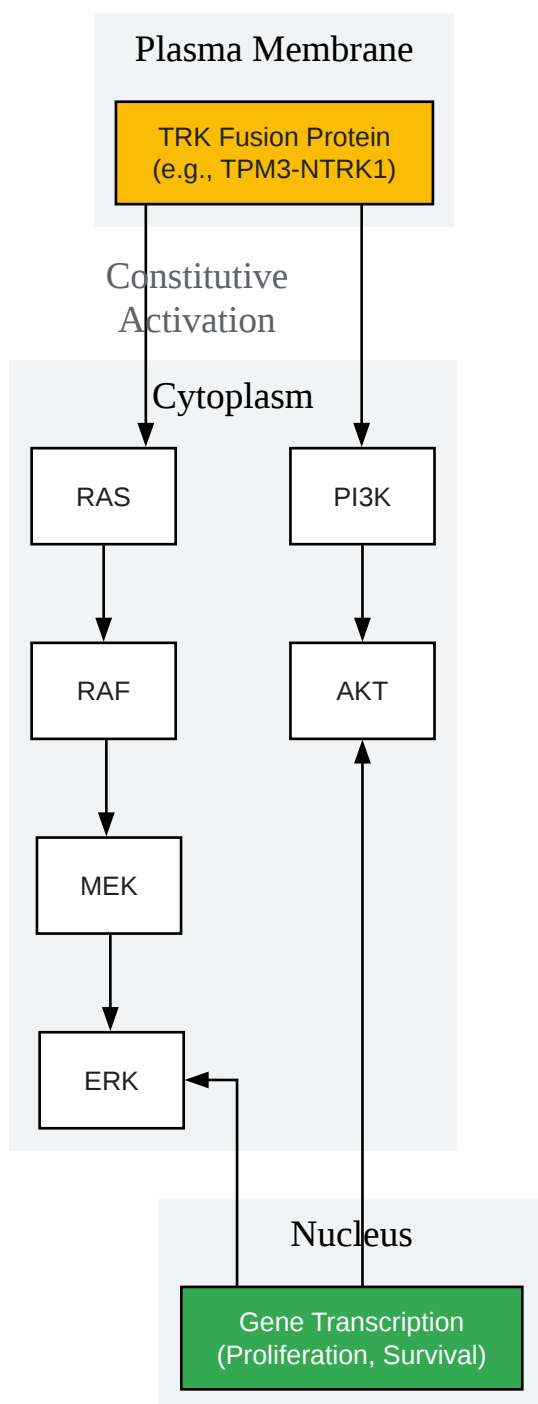 Plasma Membrane
TRK Fusion Protein
(e.g., TPM3-NTRK1)
Constitutive
Activation
Cytoplasm
RAS
PI3K
RAF
AKT
MEK
ERK
Nucleus
Gene Transcription
(Proliferation, Survival)